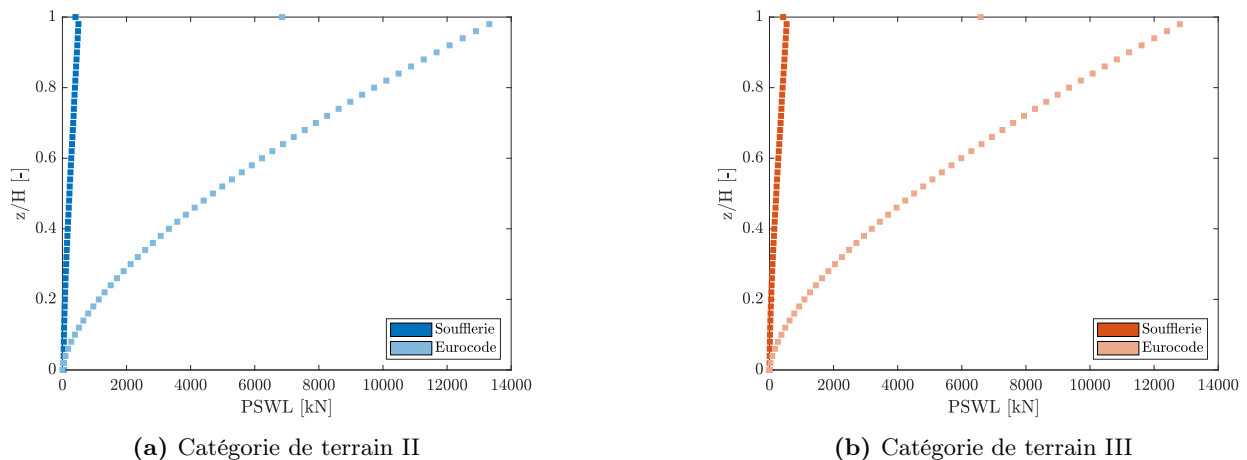 1
0.8
0.6
0.4
0.2
0
z/H [-]
0 2000 4000 6000 8000 10000 12000 14000
PSWL [kN]
Soufflerie
Eurocode
(a) Catégorie de terrain II
1
0.8
0.6
0.4
0.2
0
z/H [-]
0 2000 4000 6000 8000 10000 12000 14000
PSWL [kN]
Soufflerie
Eurocode
(b) Catégorie de terrain III